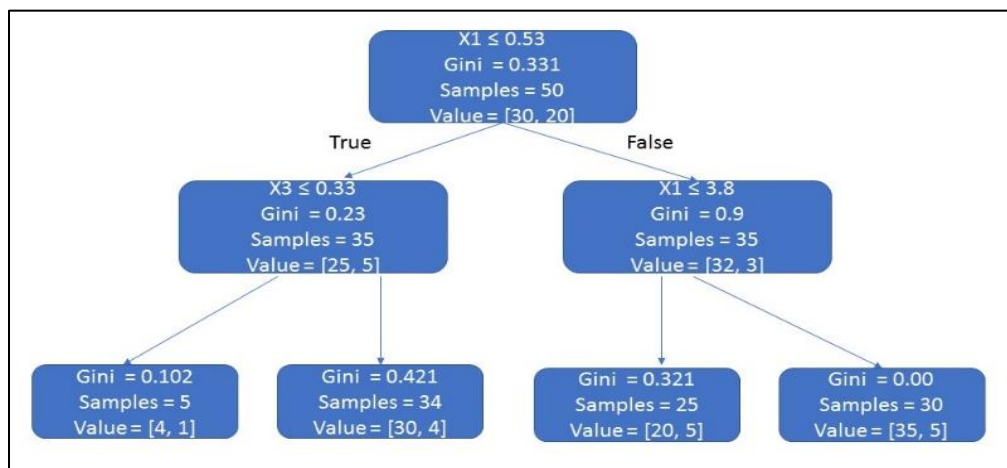 X1 ≤ 0.53
Gini = 0.331
Samples = 50
Value = [30, 20]
True
False
X3 ≤ 0.33
Gini = 0.23
Samples = 35
Value = [25, 5]
X1 ≤ 3.8
Gini = 0.9
Samples = 35
Value = [32, 3]
Gini = 0.102
Samples = 5
Value = [4, 1]
Gini = 0.421
Samples = 34
Value = [30, 4]
Gini = 0.321
Samples = 25
Value = [20, 5]
Gini = 0.00
Samples = 30
Value = [35, 5]